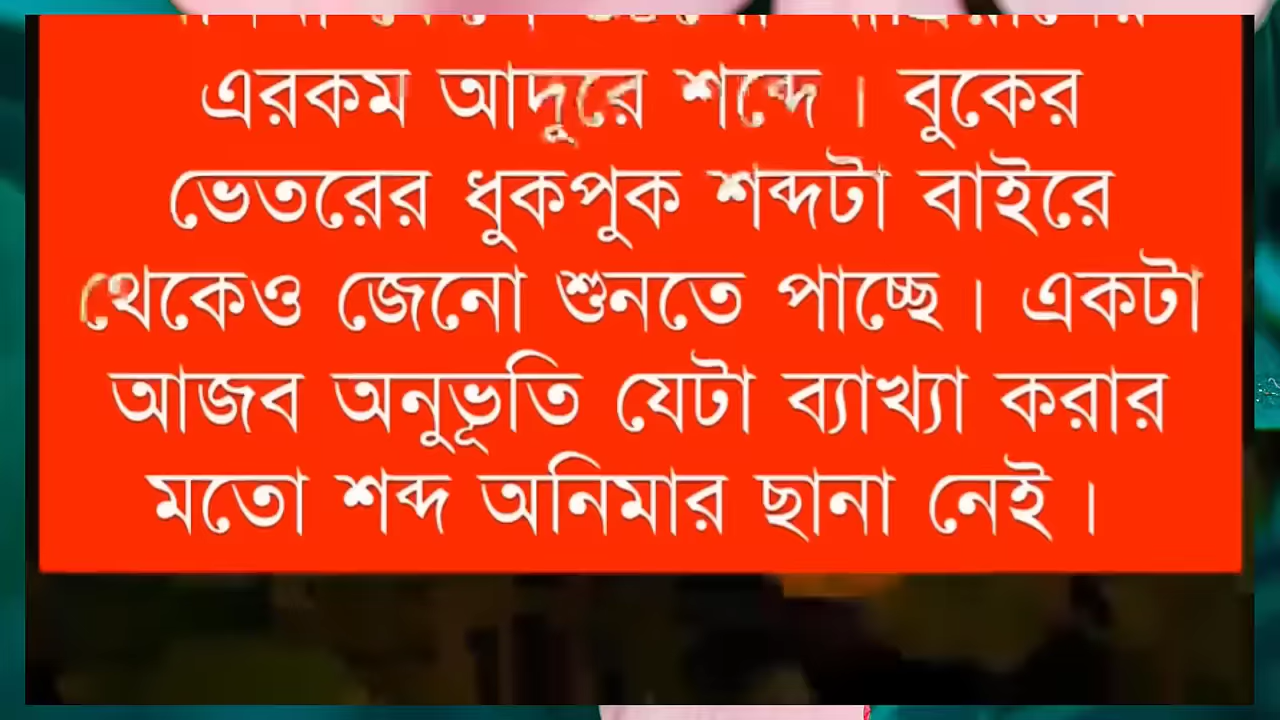 এরকম আদুরে শব্দে । বুকের
ভেতরের ধুকপুক শব্দটা বাইরে
থেকেও জেনো শুনতে পাচ্ছে । একটা
আজব অনুভূতি যেটা ব্যাখ্যা করার
মতো শব্দ অনিমার ছানা নেই ।